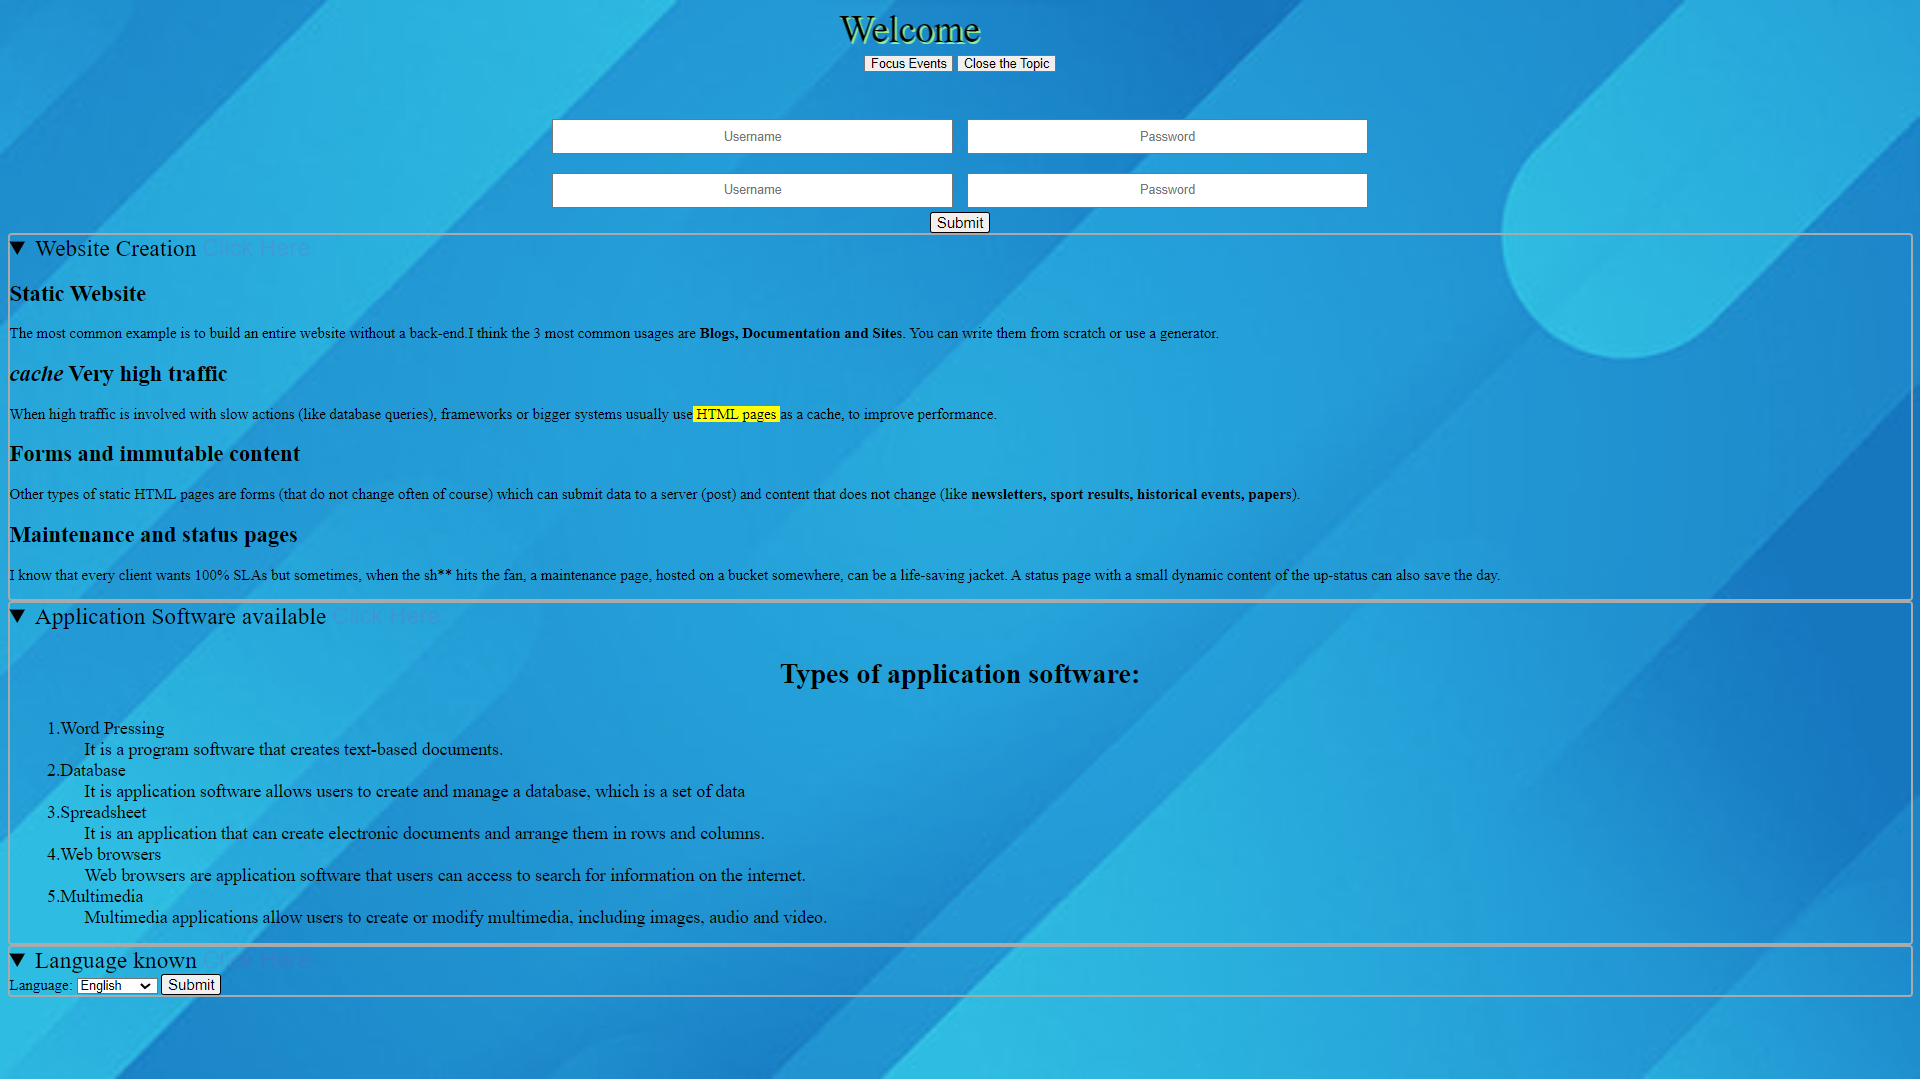 Welcome
Focus Events Close the Topic
Username Password
Username Password
Submit
▼ Website Creation Click Here
Static Website
The most common example is to build an entire website without a back-end.I think the 3 most common usages are Blogs, Documentation and Sites. You can write them from scratch or use a generator.
cache Very high traffic
When high traffic is involved with slow actions (like database queries), frameworks or bigger systems usually use HTML pages as a cache, to improve performance.
Forms and immutable content
Other types of static HTML pages are forms (that do not change often of course) which can submit data to a server (post) and content that does not change (like newsletters, sport results, historical events, papers).
Maintenance and status pages
I know that every client wants 100% SLAs but sometimes, when the sh** hits the fan, a maintenance page, hosted on a bucket somewhere, can be a life-saving jacket. A status page with a small dynamic content of the up-status can also save the day.
▼ Application Software available Click Here
Types of application software:
1.Word Pressing
It is a program software that creates text-based documents.
2.Database
It is application software allows users to create and manage a database, which is a set of data
3.Spreadsheet
It is an application that can create electronic documents and arrange them in rows and columns.
4.Web browsers
Web browsers are application software that users can access to search for information on the internet.
5.Multimedia
Multimedia applications allow users to create or modify multimedia, including images, audio and video.
▼ Language known Click Here
Language: English Submit